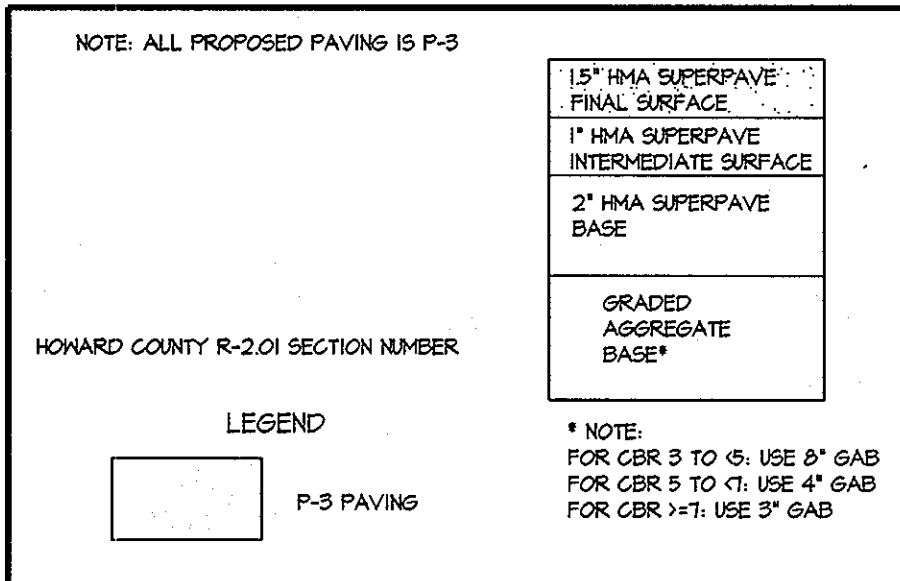 NOTE: ALL PROPOSED PAVING IS P-3
1.5" HMA SUPERPAVE
FINAL SURFACE
1" HMA SUPERPAVE
INTERMEDIATE SURFACE
2" HMA SUPERPAVE
BASE
GRADED
AGGREGATE
BASE*
HOWARD COUNTY R-2.01 SECTION NUMBER
LEGEND
P-3 PAVING
* NOTE:
FOR CBR 3 TO <5: USE 8" GAB
FOR CBR 5 TO <7: USE 4" GAB
FOR CBR >=7: USE 3" GAB